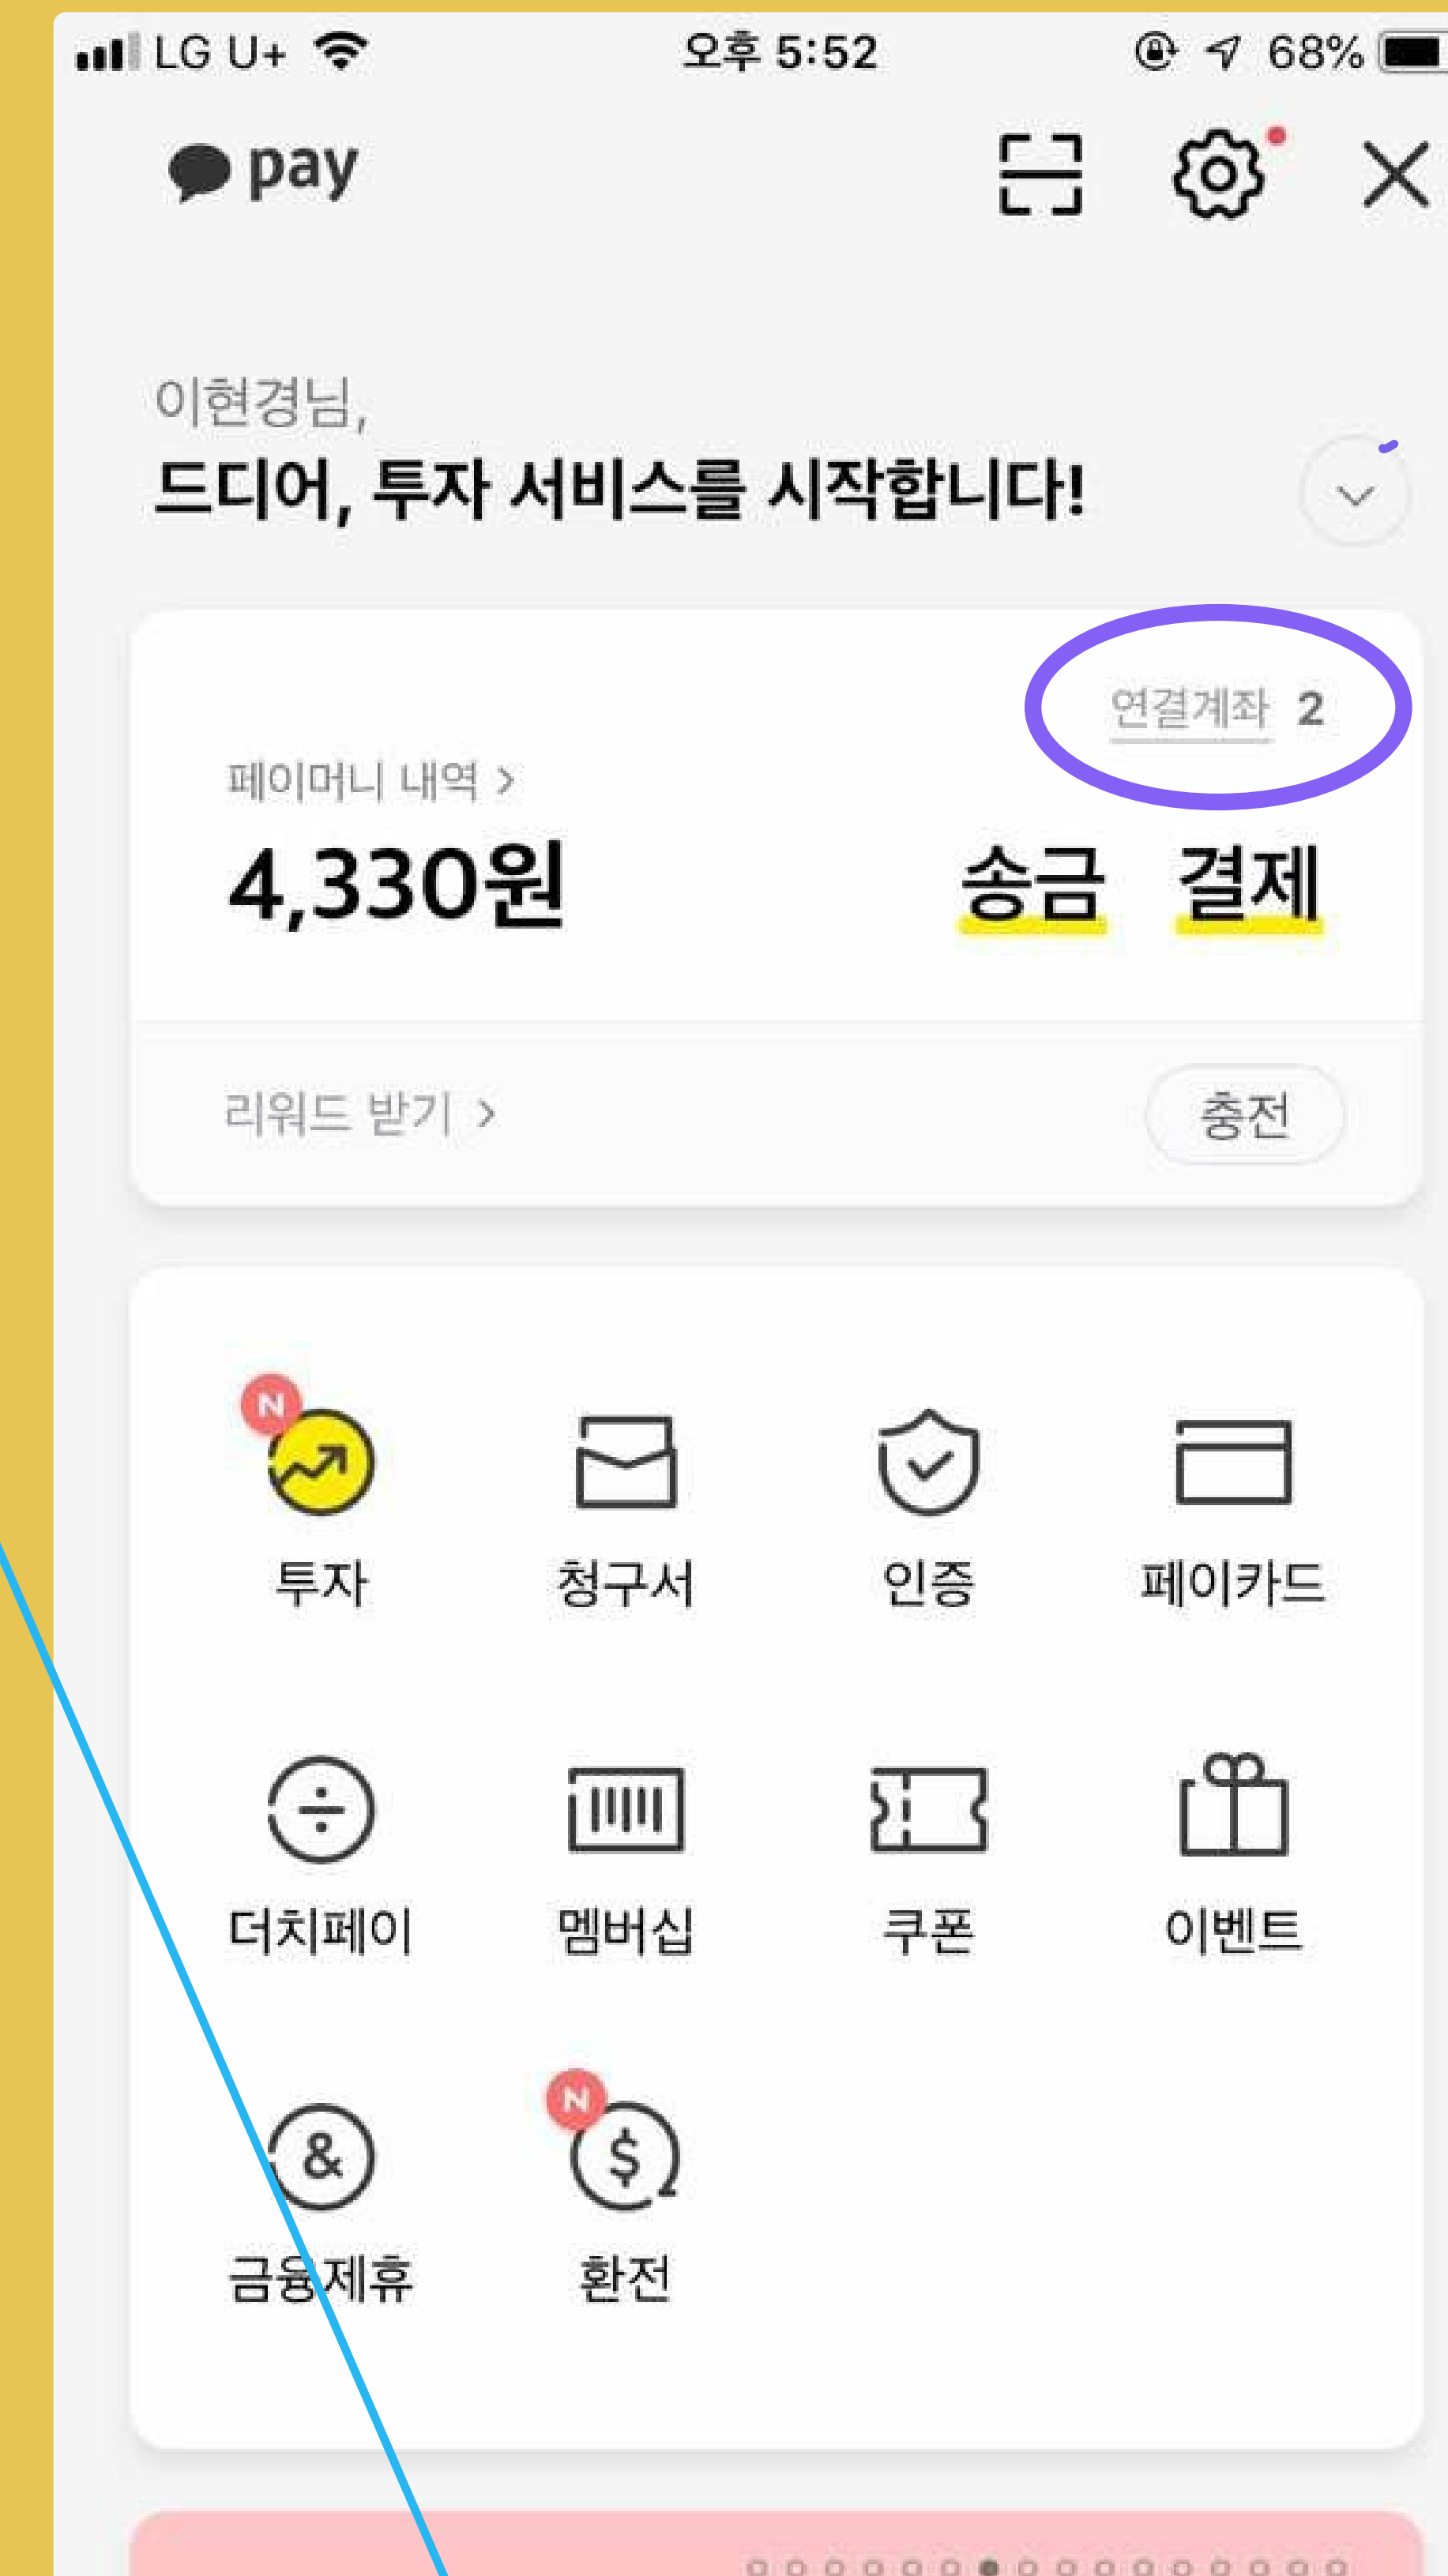 LG U+ 오후 5:52 68%
pay
이현경님,
드디어, 투자 서비스를 시작합니다!
연결계좌 2
페이머니 내역 >
4,330원 송금 결제
리워드 받기 > 충전
N
투자 청구서 인증 페이카드
더치페이 멤버십 쿠폰 이벤트
& N $
금융제휴 환전